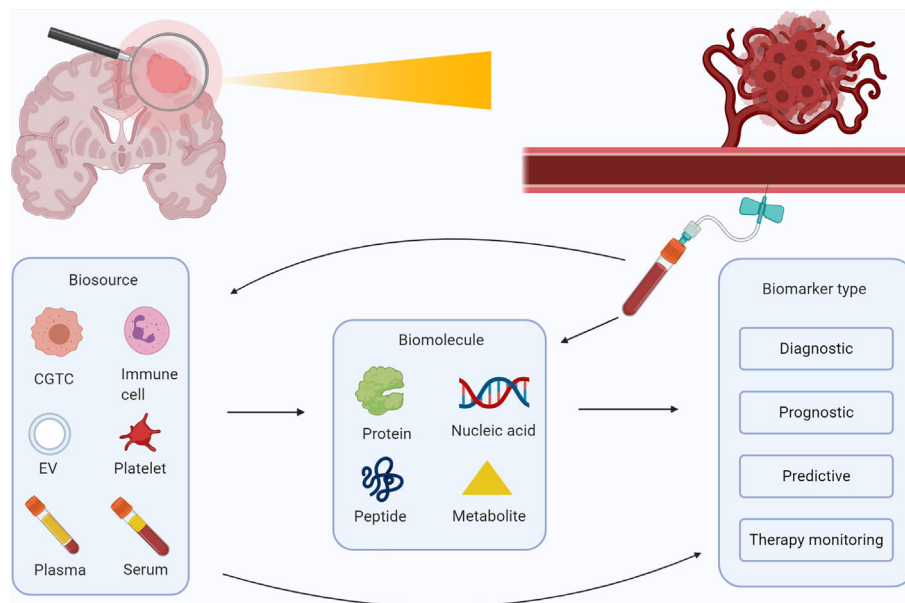 Biosource
CGTC
Immune
cell
EV
Platelet
Plasma
Serum
Biomolecule
Protein
Nucleic acid
Peptide
Metabolite
Biomarker type
Diagnostic
Prognostic
Predictive
Therapy monitoring